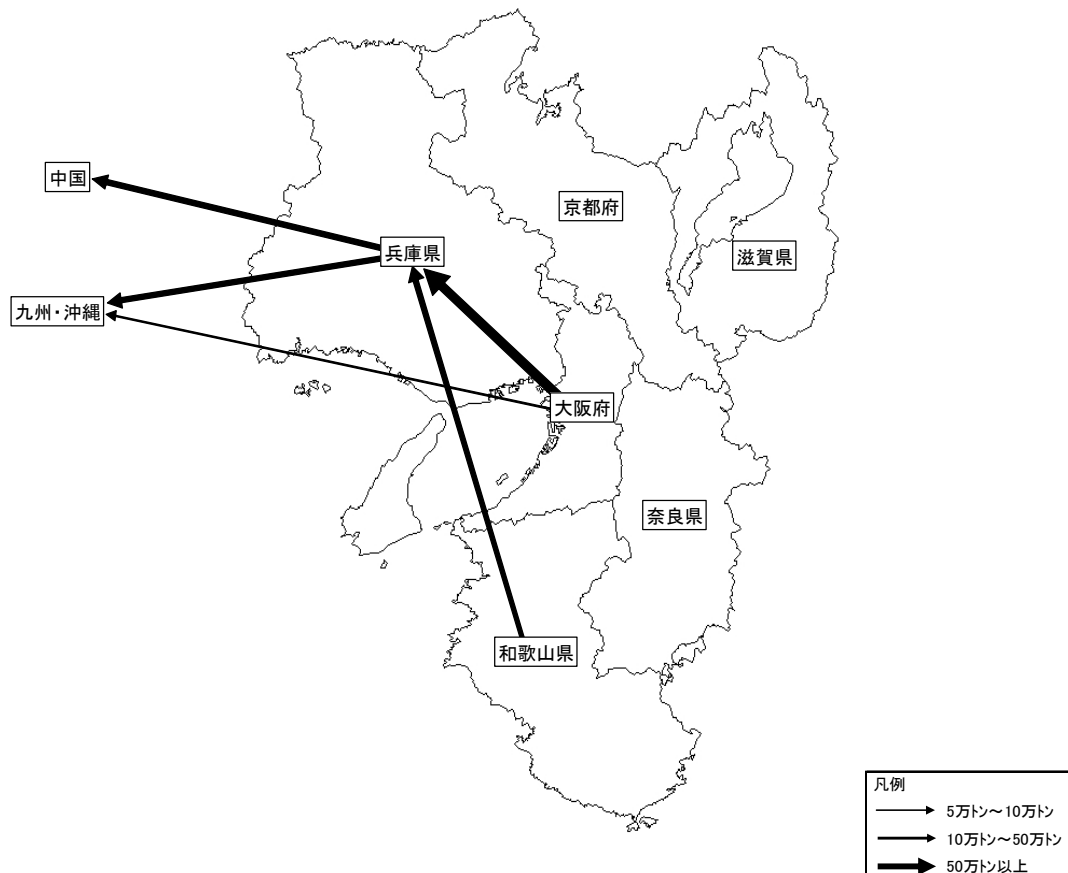 中国
京都府
兵庫県
滋賀県
九州・沖縄
大阪府
奈良県
和歌山県
凡例
5万ﾄﾝ～10万ﾄﾝ
10万ﾄﾝ～50万ﾄﾝ
50万ﾄﾝ以上